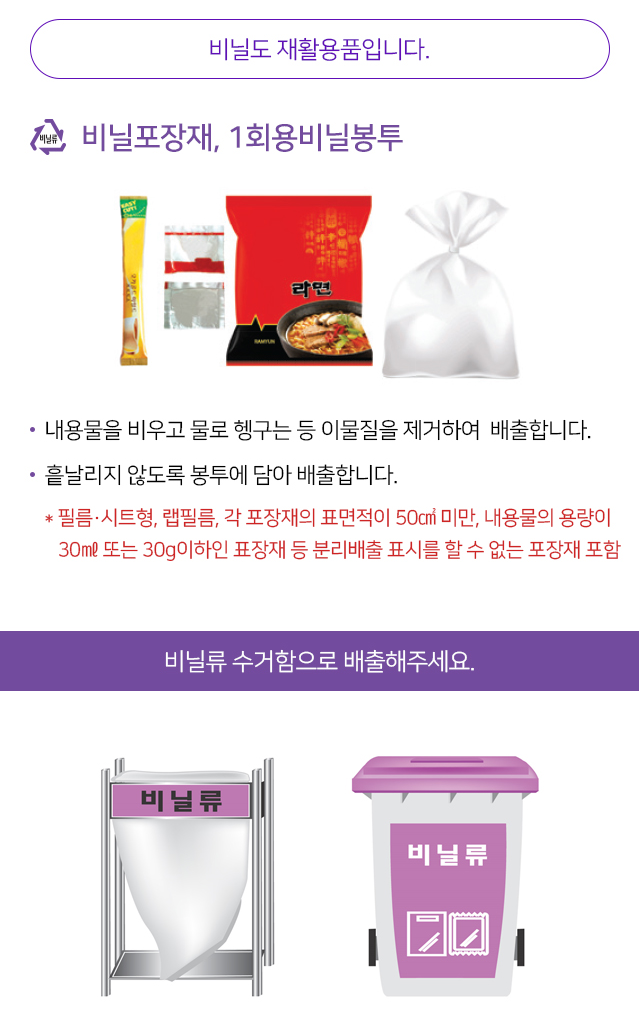 비닐도 재활용품입니다.
비닐류
비닐포장재, 1회용비닐봉투
EASY CUT!
라면
RAMYUN
• 내용물을 비우고 물로 헹구는 등 이물질을 제거하여 배출합니다.
• 흩날리지 않도록 봉투에 담아 배출합니다.
* 필름·시트형, 랩필름, 각 포장재의 표면적이 50㎠ 미만, 내용물의 용량이
30㎖ 또는 30g이하인 표장재 등 분리배출 표시를 할 수 없는 포장재 포함
비닐류 수거함으로 배출해주세요.
비닐류
비닐류